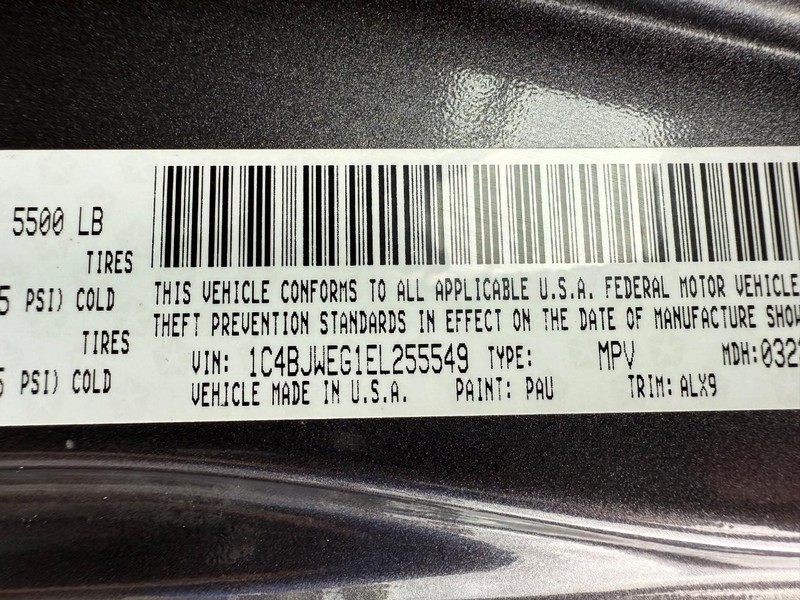 5500 LB
TIRES
5 PSI) COLD
TIRES
5 PSI) COLD
THIS VEHICLE CONFORMS TO ALL APPLICABLE U.S.A. FEDERAL MOTOR VEHICLE
THEFT PREVENTION STANDARDS IN EFFECT ON THE DATE OF MANUFACTURE SHOW
VIN: 1C4BJWEG1EL255549 TYPE: MPV MDH:032
VEHICLE MADE IN U.S.A. PAINT: PAU TRIM: ALX9